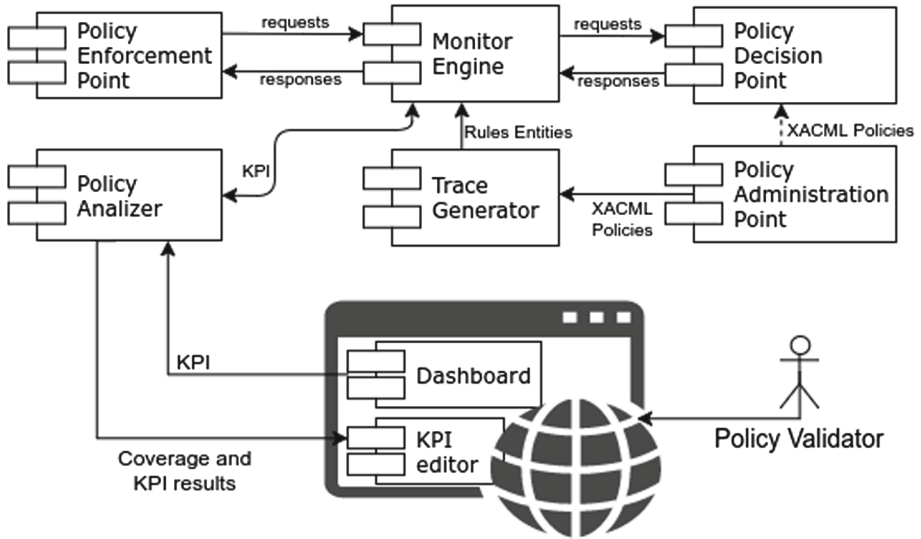 Policy
Enforcement
Point
requests
responses
Monitor
Engine
requests
responses
Policy
Decision
Point
KPI
Rules Entities
XACML Policies
Policy
Analizer
Trace
Generator
XACML
Policies
Policy
Administration
Point
KPI
Dashboard
KPI
editor
Coverage and
KPI results
Policy Validator